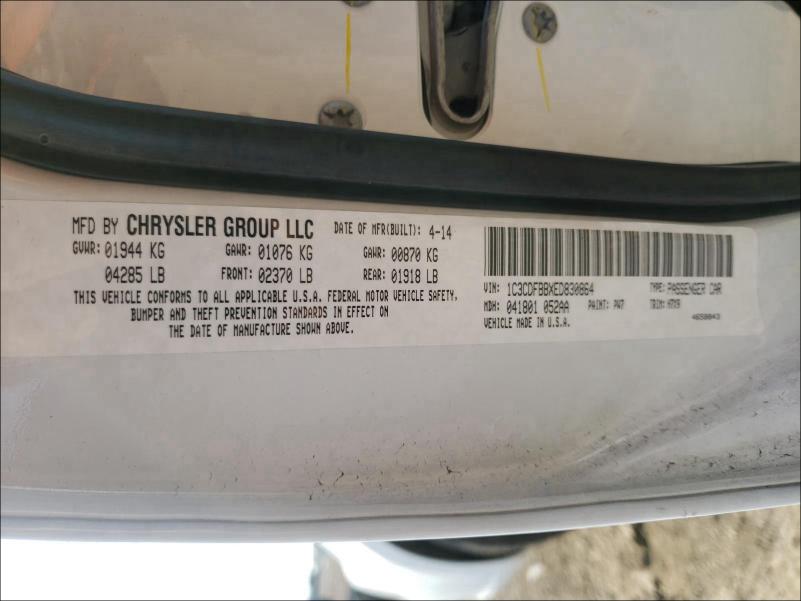 MFD BY CHRYSLER GROUP LLC DATE OF MFR(BUILT): 4-14
GVWR: 01944 KG GAWR: 01076 KG GAWR: 00870 KG
04285 LB FRONT: 02370 LB REAR: 01918 LB
THIS VEHICLE CONFORMS TO ALL APPLICABLE U.S.A. FEDERAL MOTOR VEHICLE SAFETY,
BUMPER AND THEFT PREVENTION STANDARDS IN EFFECT ON
THE DATE OF MANUFACTURE SHOWN ABOVE.
VIN: 1C3CDFBBXED830864 TYPE: PASSENGER CAR
MDH: 041801 052AA PAINT: PW7 TRIM: H7X9
VEHICLE MADE IN U.S.A. 4658043